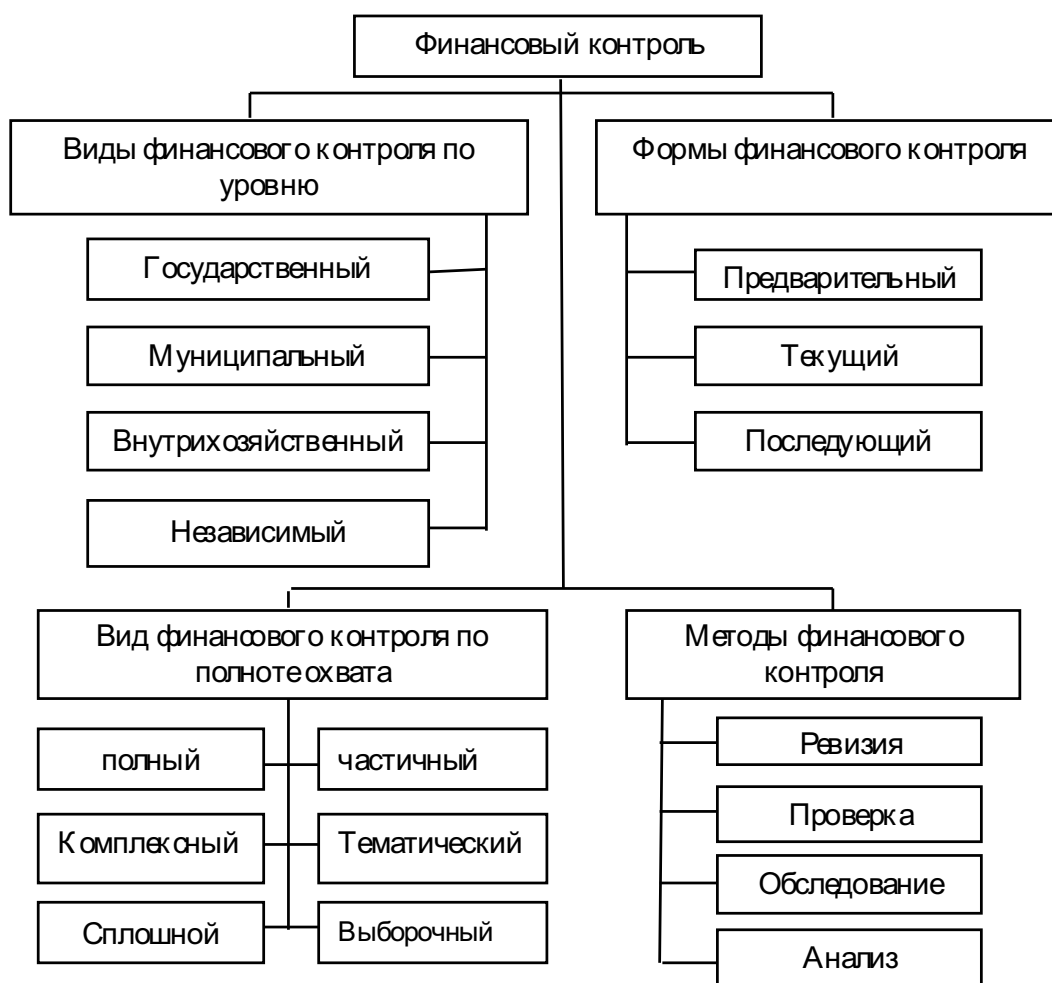 Финансовый контроль
Виды финансового контроля по
уровню
Государственный
Муниципальный
Внутрихозяйственный
Независимый
Формы финансового контроля
Предварительный
Текущий
Последующий
Вид финансового контроля по
полноте охвата
полный
частичный
Комплексный
Тематический
Сплошной
Выборочный
Методы финансового
контроля
Ревизия
Проверка
Обследование
Анализ